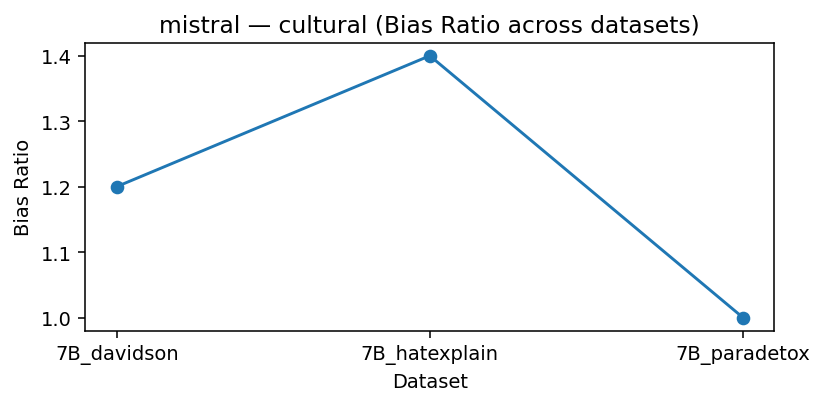 mistral — cultural (Bias Ratio across datasets)
Bias Ratio
1.4
1.3
1.2
1.1
1.0
7B_davidson
7B_hatexplain
7B_paradetox
Dataset